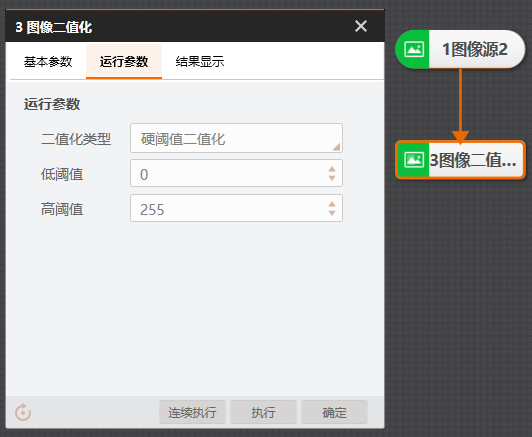 3 图像二值化
基本参数 运行参数 结果显示
运行参数
二值化类型 硬阈值二值化
低阈值 0
高阈值 255
连续执行 执行 确定
1图像源2
3图像二值...